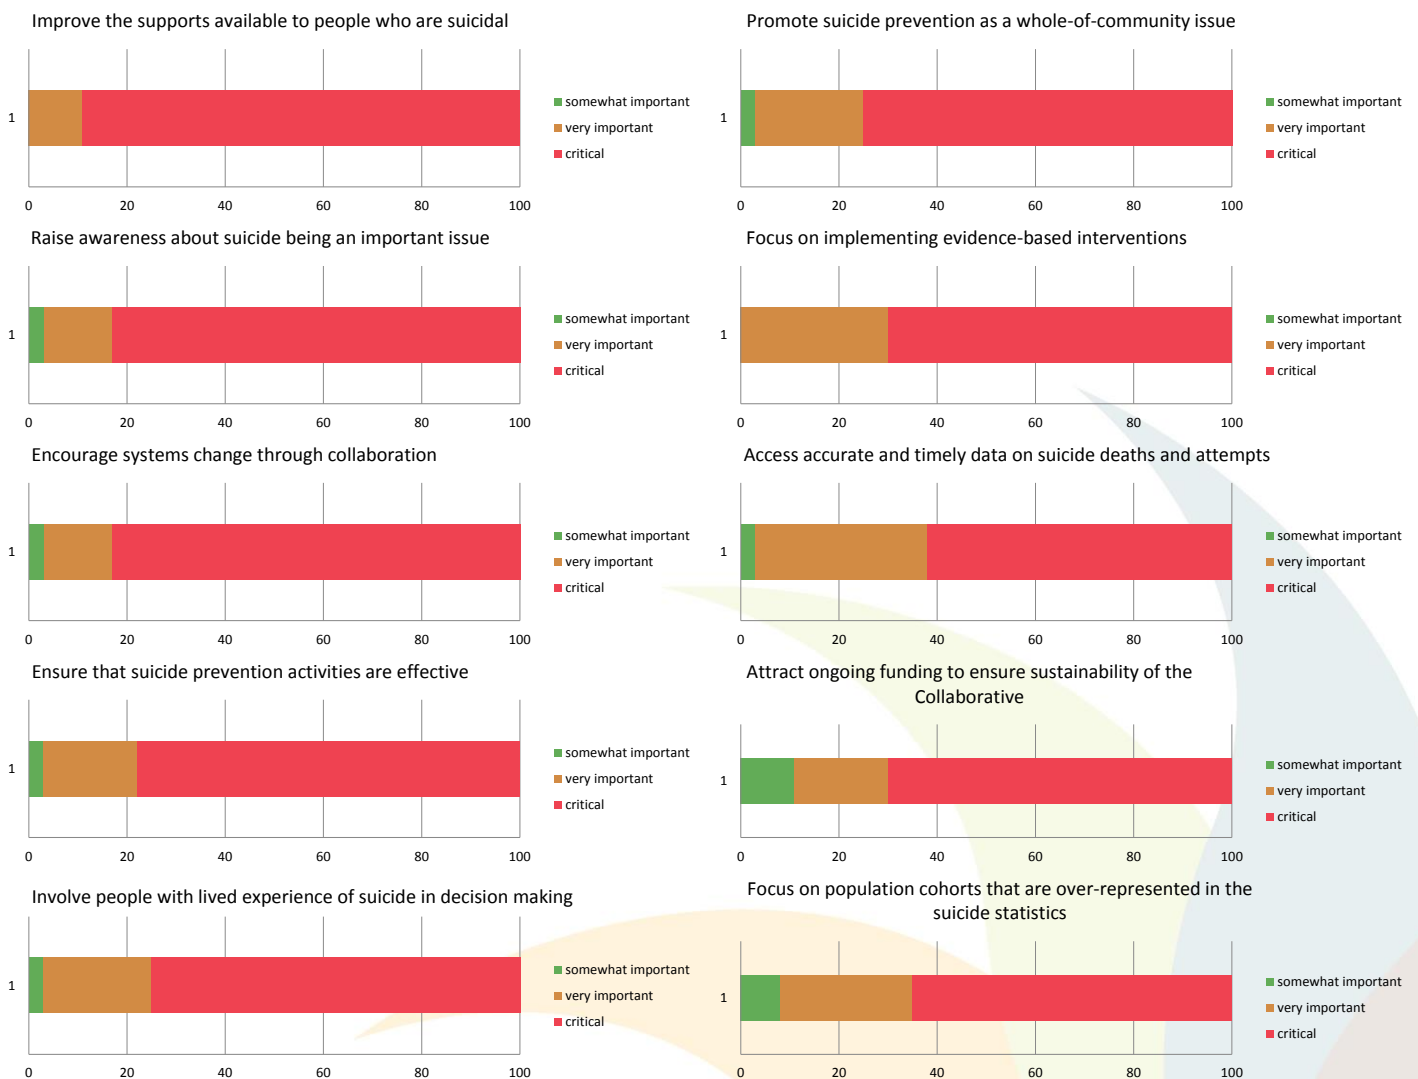 Improve the supports available to people who are suicidal
1
somewhat important
very important
critical
0 20 40 60 80 100
Raise awareness about suicide being an important issue
1
somewhat important
very important
critical
0 20 40 60 80 100
Encourage systems change through collaboration
1
somewhat important
very important
critical
0 20 40 60 80 100
Ensure that suicide prevention activities are effective
1
somewhat important
very important
critical
0 20 40 60 80 100
Involve people with lived experience of suicide in decision making
1
somewhat important
very important
critical
0 20 40 60 80 100
Promote suicide prevention as a whole-of-community issue
1
somewhat important
very important
critical
0 20 40 60 80 100
Focus on implementing evidence-based interventions
1
somewhat important
very important
critical
0 20 40 60 80 100
Access accurate and timely data on suicide deaths and attempts
1
somewhat important
very important
critical
0 20 40 60 80 100
Attract ongoing funding to ensure sustainability of the
Collaborative
1
somewhat important
very important
critical
0 20 40 60 80 100
Focus on population cohorts that are over-represented in the
suicide statistics
1
somewhat important
very important
critical
0 20 40 60 80 100